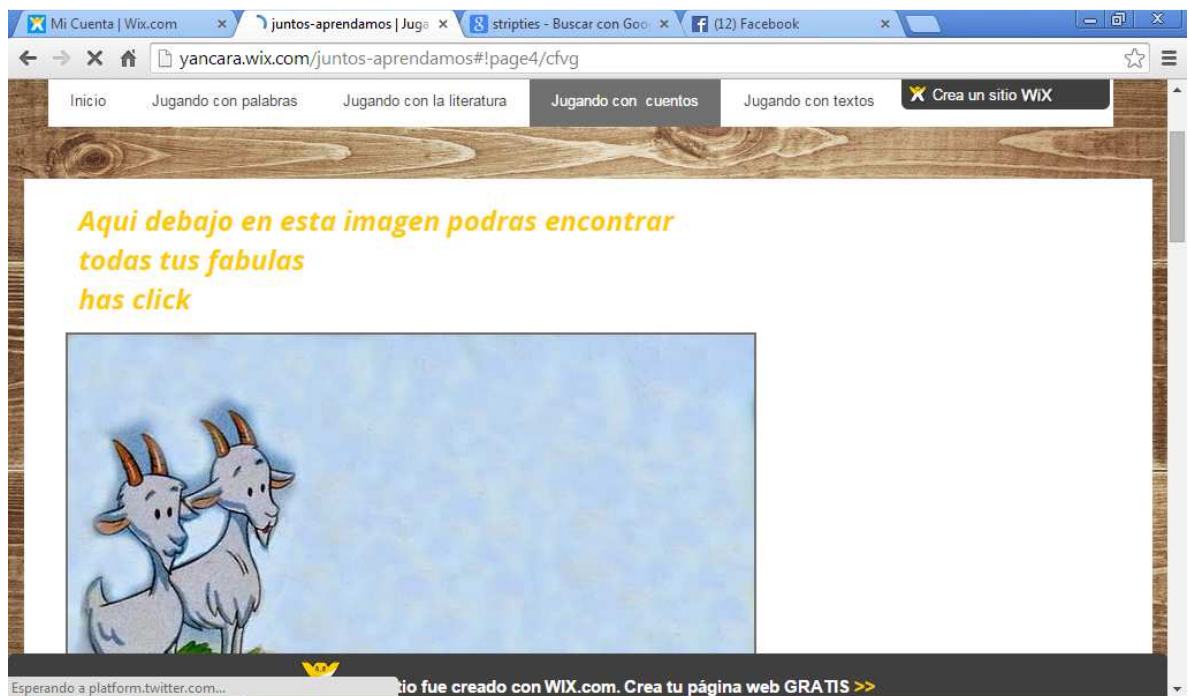 Mi Cuenta | Wix.com
juntos-aprendamos | Juga
stripties - Buscar con Goo
(12) Facebook
yancara.wix.com/juntos-aprendamos#!page4/cfvg
Inicio Jugando con palabras Jugando con la literatura Jugando con cuentos Jugando con textos Crea un sitio WiX
Aqui debajo en esta imagen podras encontrar
todas tus fabulas
has click
tio fue creado con WIX.com. Crea tu página web GRATIS >>
Esperando a platform.twitter.com...